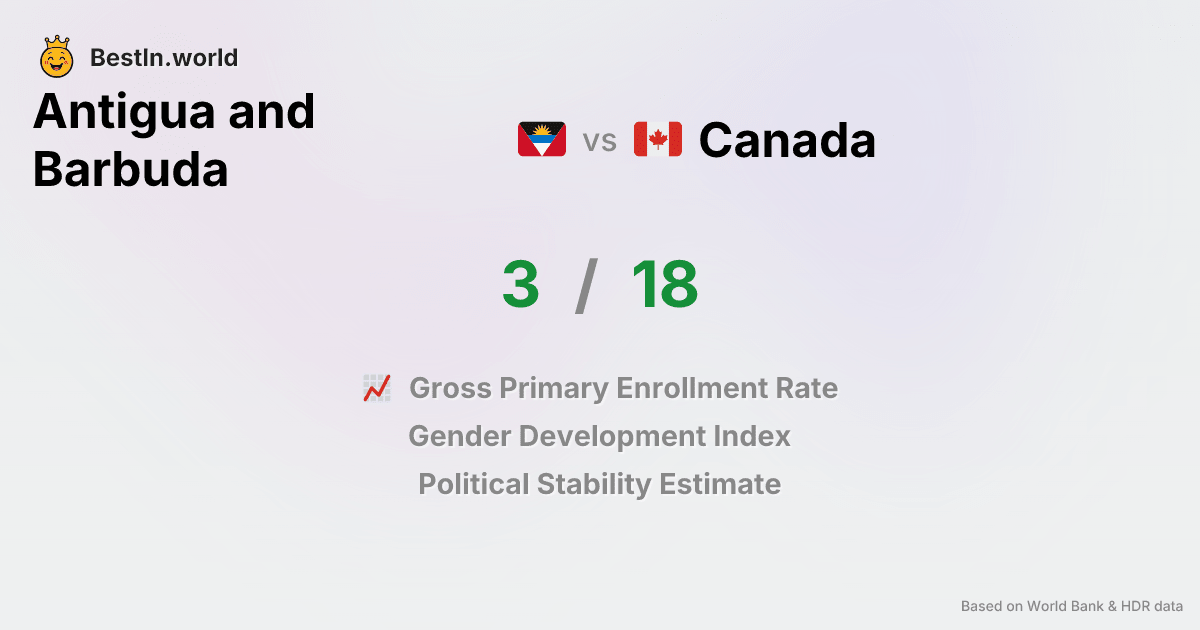 BestIn.world
Antigua and
Barbuda
vs
Canada
3 / 18
Gross Primary Enrollment Rate
Gender Development Index
Political Stability Estimate
Based on World Bank & HDR data